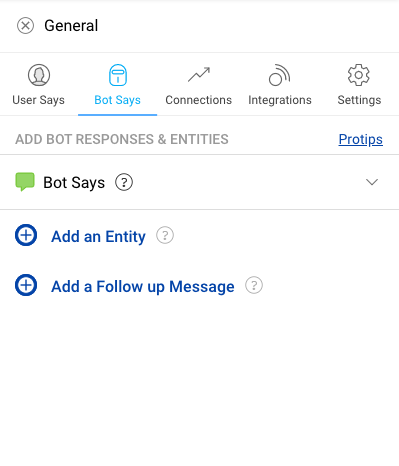 General
User Says
Bot Says
Connections
Integrations
Settings
ADD BOT RESPONSES & ENTITIES
Protips
Bot Says ?
Add an Entity ?
Add a Follow up Message ?